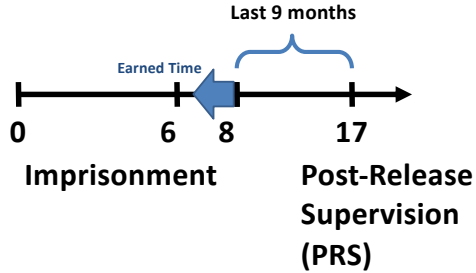 Last 9 months
Earned Time
0 6 8 17
Imprisonment
Post-Release
Supervision
(PRS)